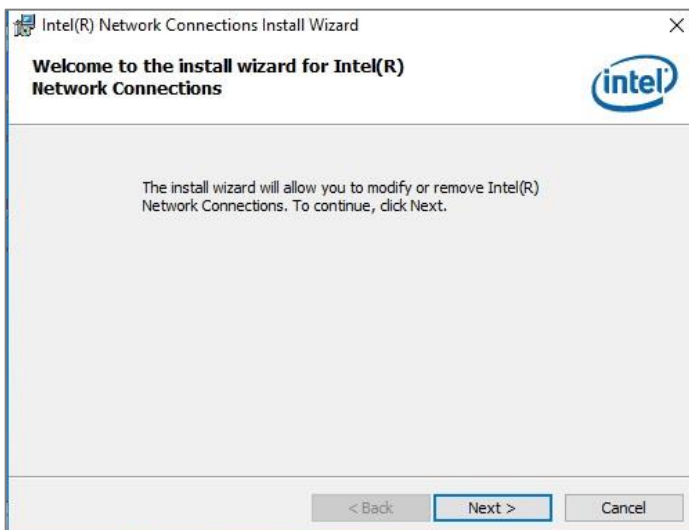 Intel(R) Network Connections Install Wizard
Welcome to the install wizard for Intel(R)
Network Connections
intel
The install wizard will allow you to modify or remove Intel(R)
Network Connections. To continue, click Next.
< Back
Next >
Cancel